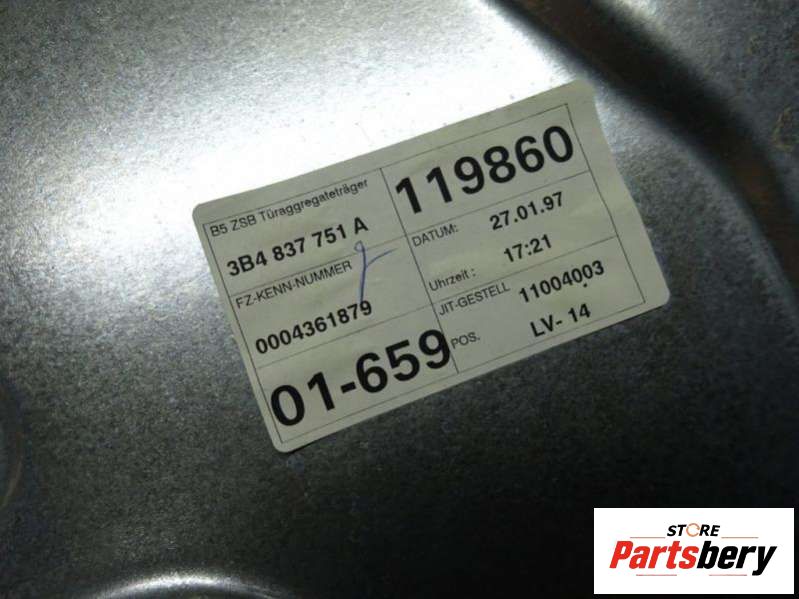 B5 ZSB Türaggregateträger
3B4 837 751 A
119860
FZ-KENN-NUMMER
0004361879
DATUM: 27.01.97
Uhrzeit : 17:21
01-659
JIT-GESTELL 11004003
POS. LV- 14
STORE
Partsbery